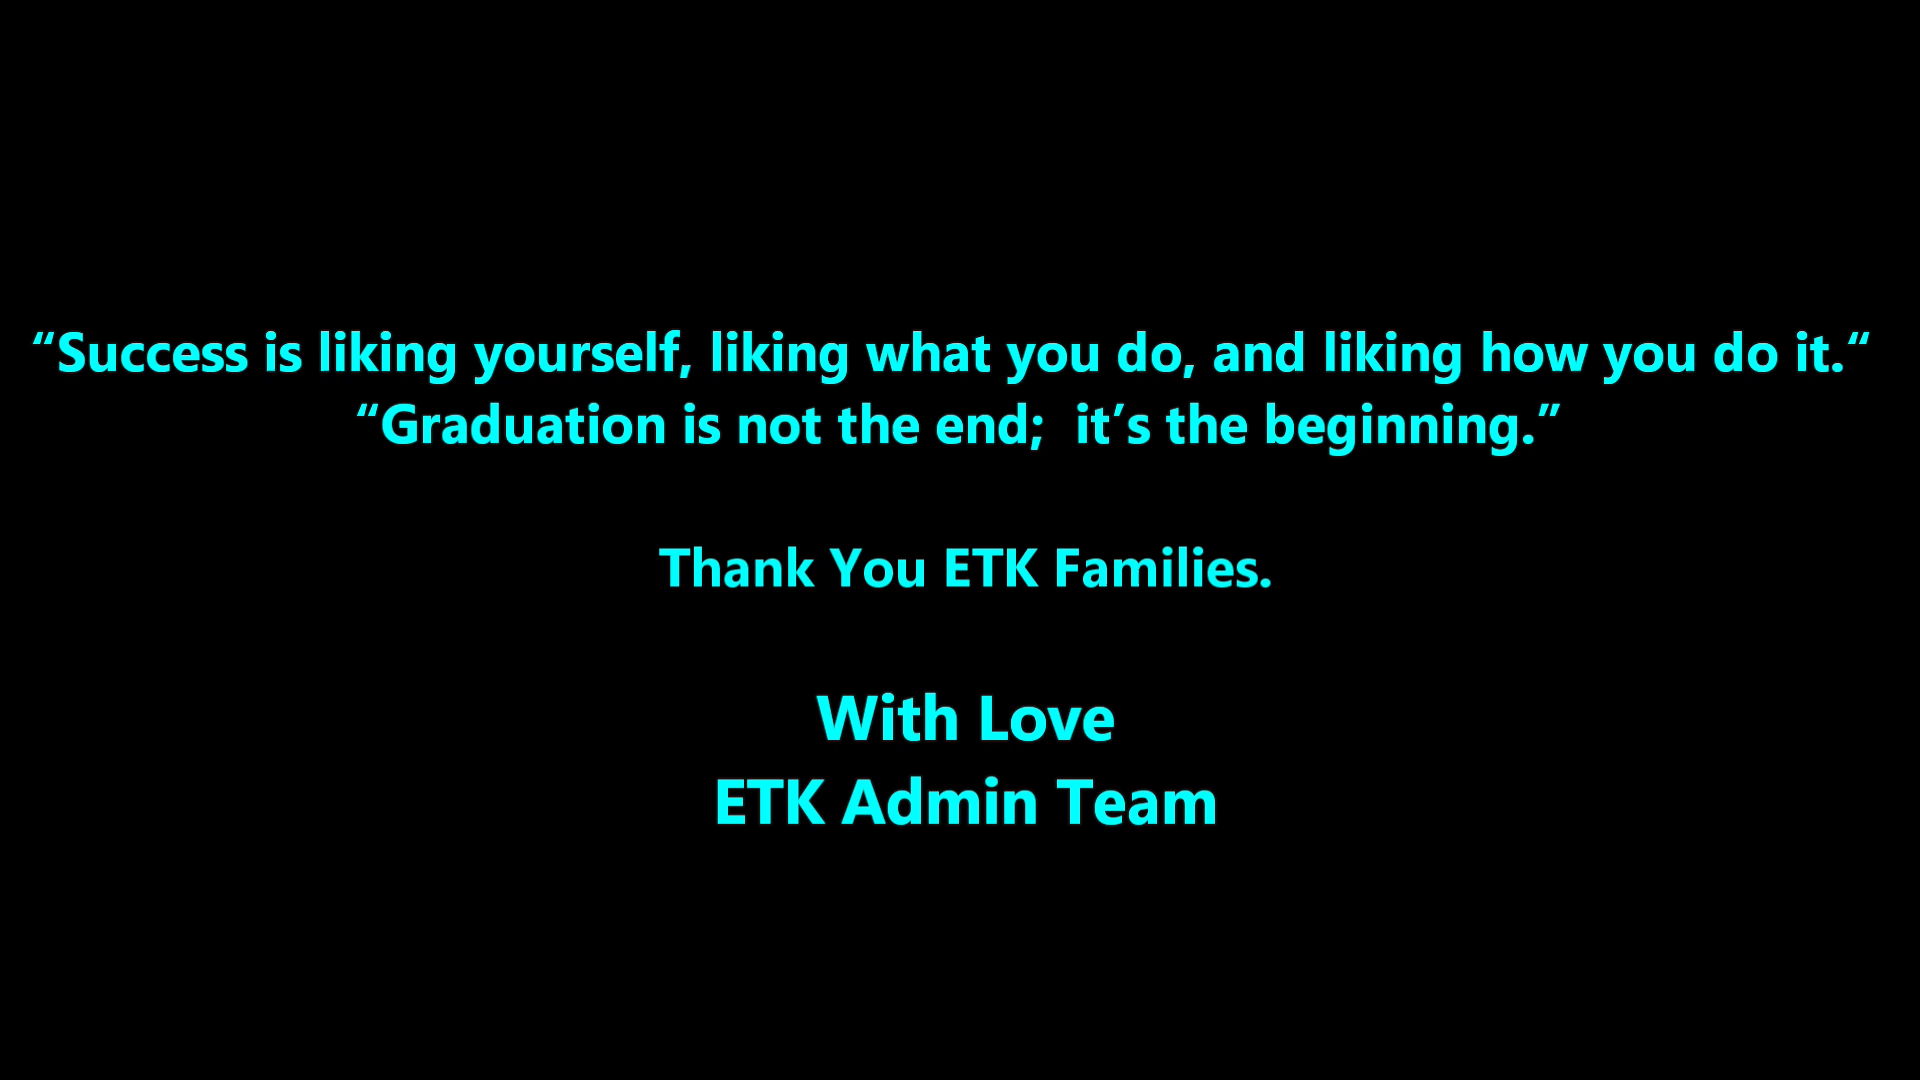 “Success is liking yourself, liking what you do, and liking how you do it.“
“Graduation is not the end;  it’s the beginning.”
Thank You ETK Families.
With Love
ETK Admin Team